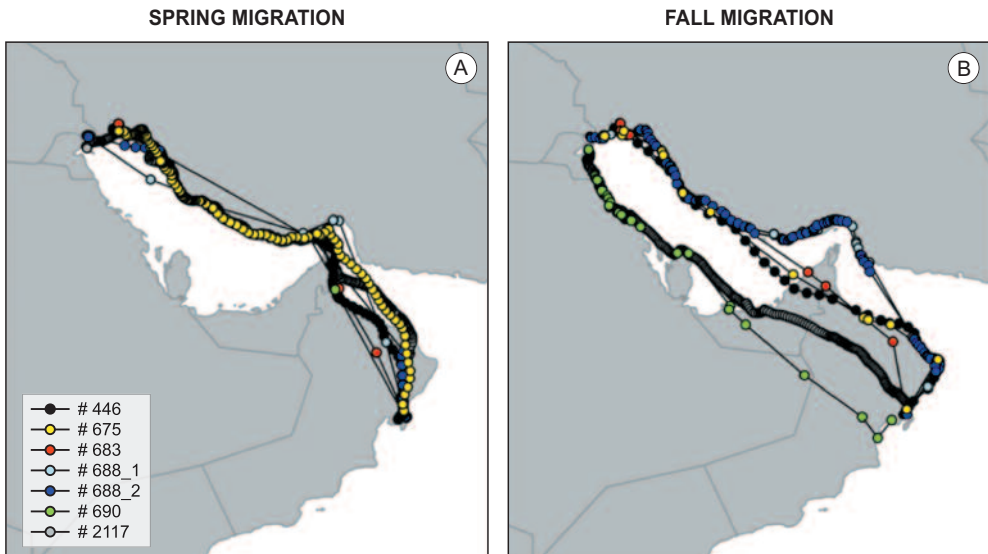 SPRING MIGRATION
FALL MIGRATION
A
B
# 446
# 675
# 683
# 688_1
# 688_2
# 690
# 2117